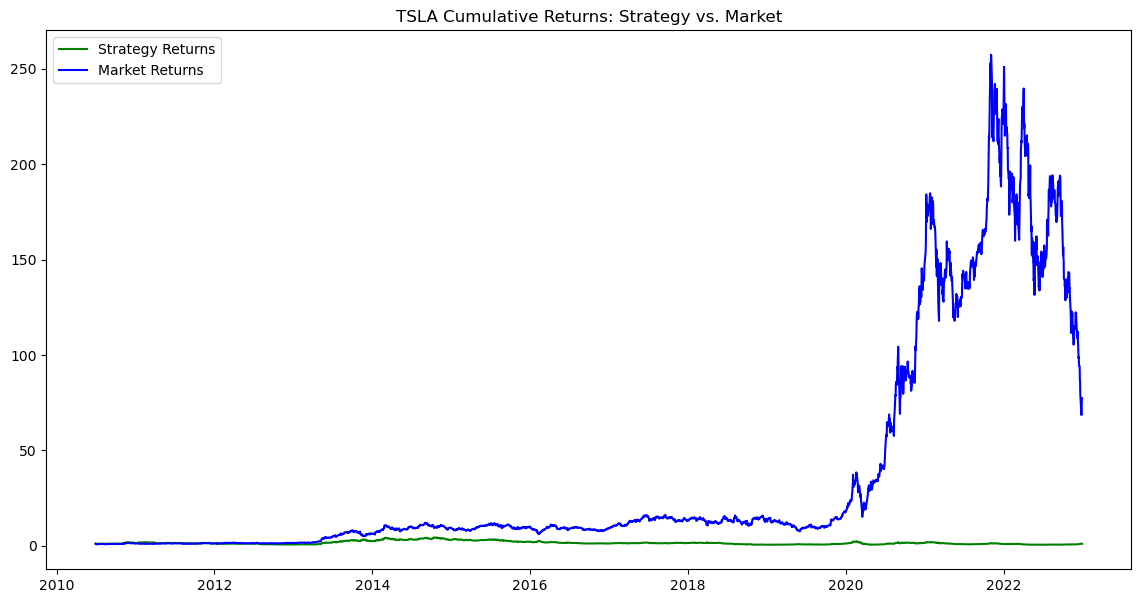 TSLA Cumulative Returns: Strategy vs. Market
Strategy Returns
Market Returns
250
200
150
100
50
0
2010 2012 2014 2016 2018 2020 2022